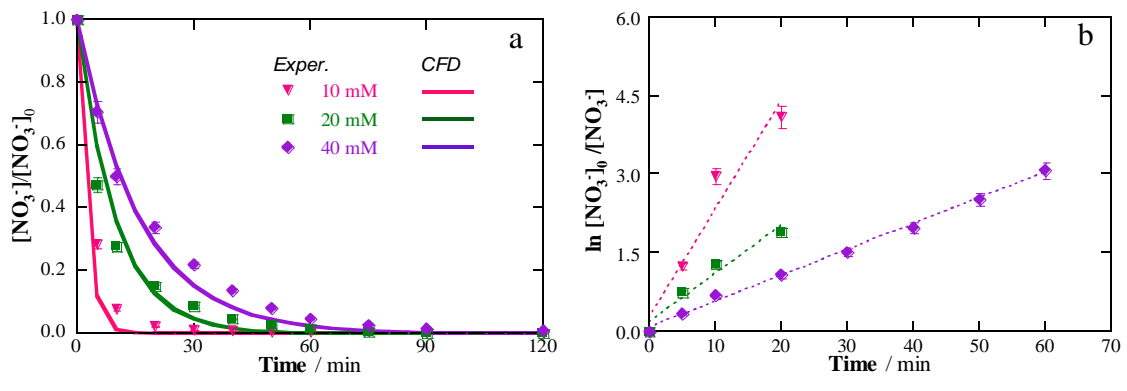 a
Exper. CFD
10 mM
20 mM
40 mM
1.0
0.8
0.6
0.4
0.2
0.0
[NO3-]/[NO3-]0
0 30 60 90 120
Time / min
b
6.0
4.5
3.0
1.5
0.0
ln [NO3-]0 /[NO3-]
0 10 20 30 40 50 60 70
Time / min